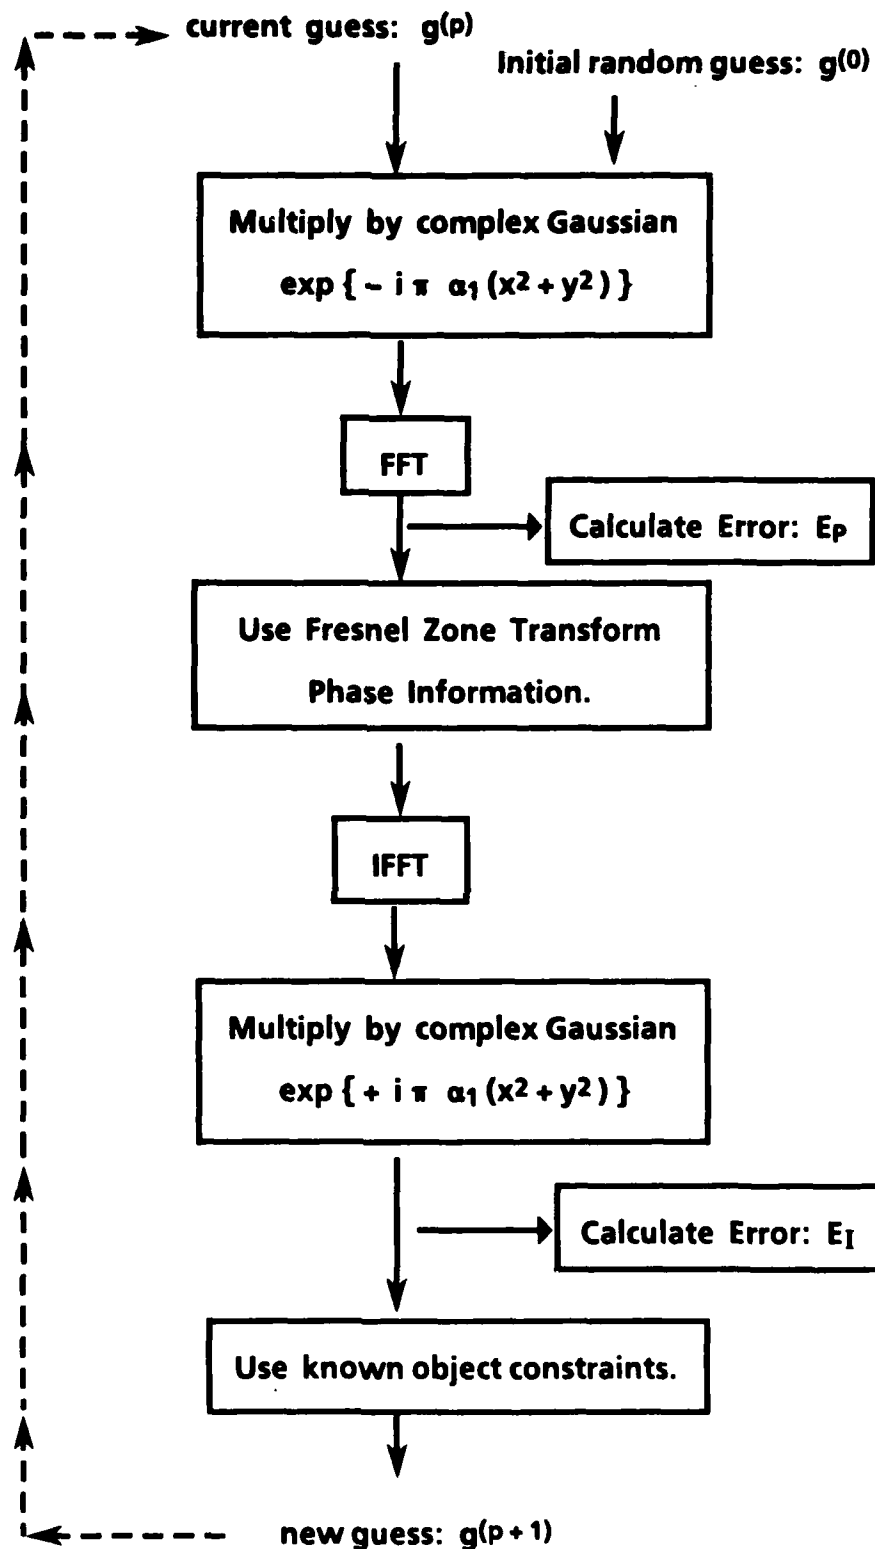 current guess: g(p)
Initial random guess: g(0)
Multiply by complex Gaussian
exp { - i π α1 (x2 + y2) }
FFT
Calculate Error: EP
Use Fresnel Zone Transform
Phase Information.
IFFT
Multiply by complex Gaussian
exp { + i π α1 (x2 + y2) }
Calculate Error: EI
Use known object constraints.
new guess: g(p + 1)